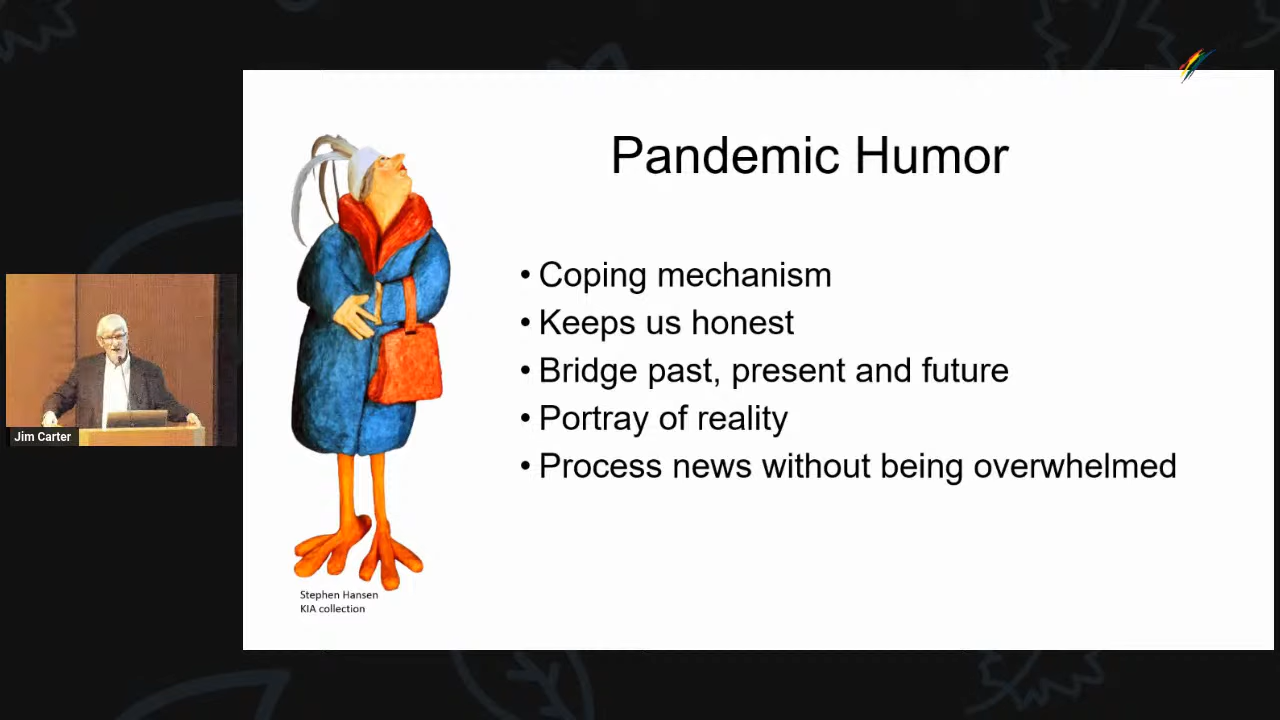 Pandemic Humor
• Coping mechanism
• Keeps us honest
• Bridge past, present and future
• Portray of reality
• Process news without being overwhelmed
Stephen Hansen
KIA collection
Jim Carter